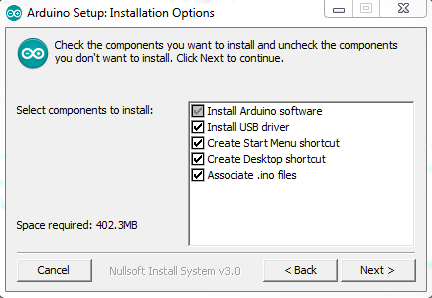 Arduino Setup: Installation Options
Check the components you want to install and uncheck the components
you don't want to install. Click Next to continue.
Select components to install:
Install Arduino software
Install USB driver
Create Start Menu shortcut
Create Desktop shortcut
Associate .ino files
Space required: 402.3MB
Cancel
Nullsoft Install System v3.0
< Back
Next >